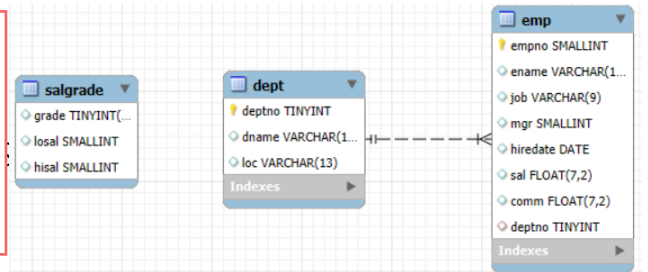 salgrade
grade TINYINT(...
losal SMALLINT
hisal SMALLINT
dept
deptno TINYINT
dname VARCHAR(1...
loc VARCHAR(13)
Indexes
emp
empno SMALLINT
ename VARCHAR(1...
job VARCHAR(9)
mgr SMALLINT
hiredate DATE
sal FLOAT(7,2)
comm FLOAT(7,2)
deptno TINYINT
Indexes